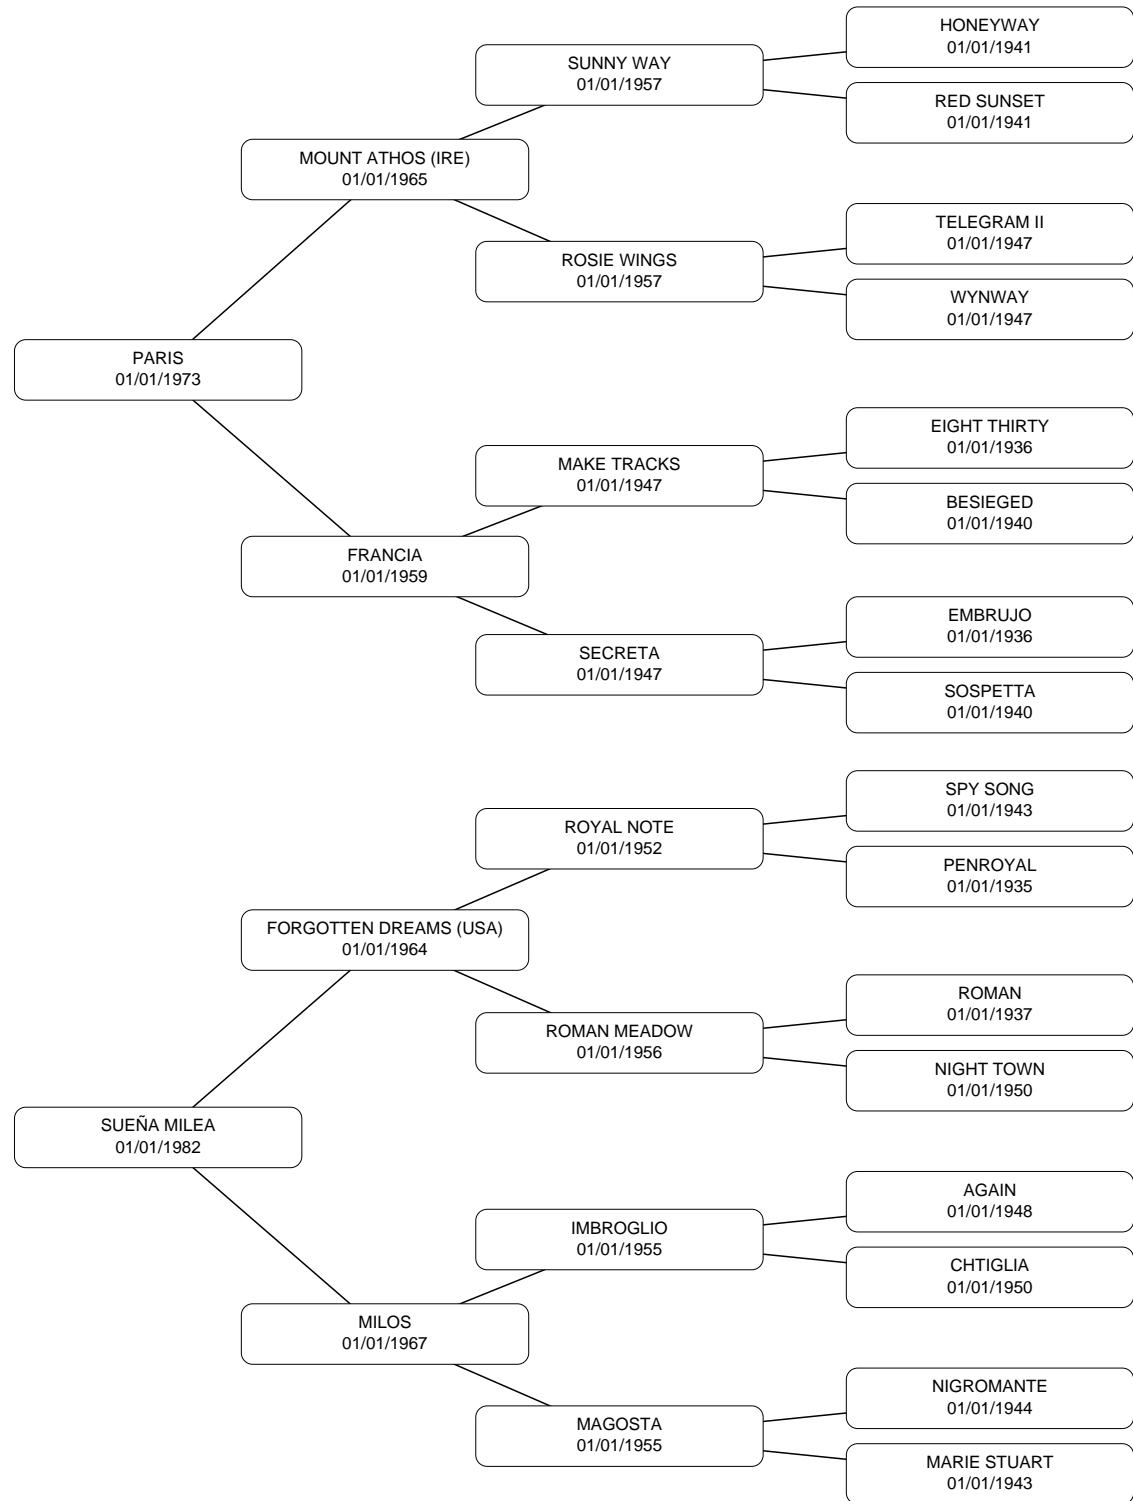 HONEYWAY
01/01/1941
SUNNY WAY
01/01/1957
RED SUNSET
01/01/1941
MOUNT ATHOS (IRE)
01/01/1965
TELEGRAM II
01/01/1947
ROSIE WINGS
01/01/1957
WYNWAY
01/01/1947
PARIS
01/01/1973
EIGHT THIRTY
01/01/1936
MAKE TRACKS
01/01/1947
BESIEGED
01/01/1940
FRANCIA
01/01/1959
EMBRUJO
01/01/1936
SECRETA
01/01/1947
SOSPETTA
01/01/1940
SPY SONG
01/01/1943
ROYAL NOTE
01/01/1952
PENROYAL
01/01/1935
FORGOTTEN DREAMS (USA)
01/01/1964
ROMAN
01/01/1937
ROMAN MEADOW
01/01/1956
NIGHT TOWN
01/01/1950
SUEÑA MILEA
01/01/1982
AGAIN
01/01/1948
IMBROGLIO
01/01/1955
CHTIGLIA
01/01/1950
MILOS
01/01/1967
NIGROMANTE
01/01/1944
MAGOSTA
01/01/1955
MARIE STUART
01/01/1943